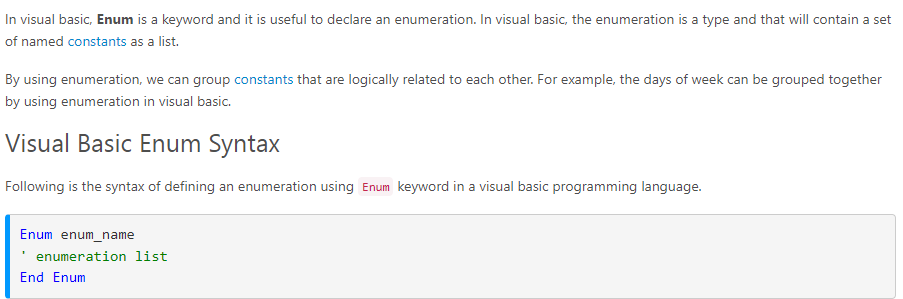 In visual basic, Enum is a keyword and it is useful to declare an enumeration. In visual basic, the enumeration is a type and that will contain a set
of named constants as a list.
By using enumeration, we can group constants that are logically related to each other. For example, the days of week can be grouped together
by using enumeration in visual basic.
Visual Basic Enum Syntax
Following is the syntax of defining an enumeration using Enum keyword in a visual basic programming language.
Enum enum_name
' enumeration list
End Enum